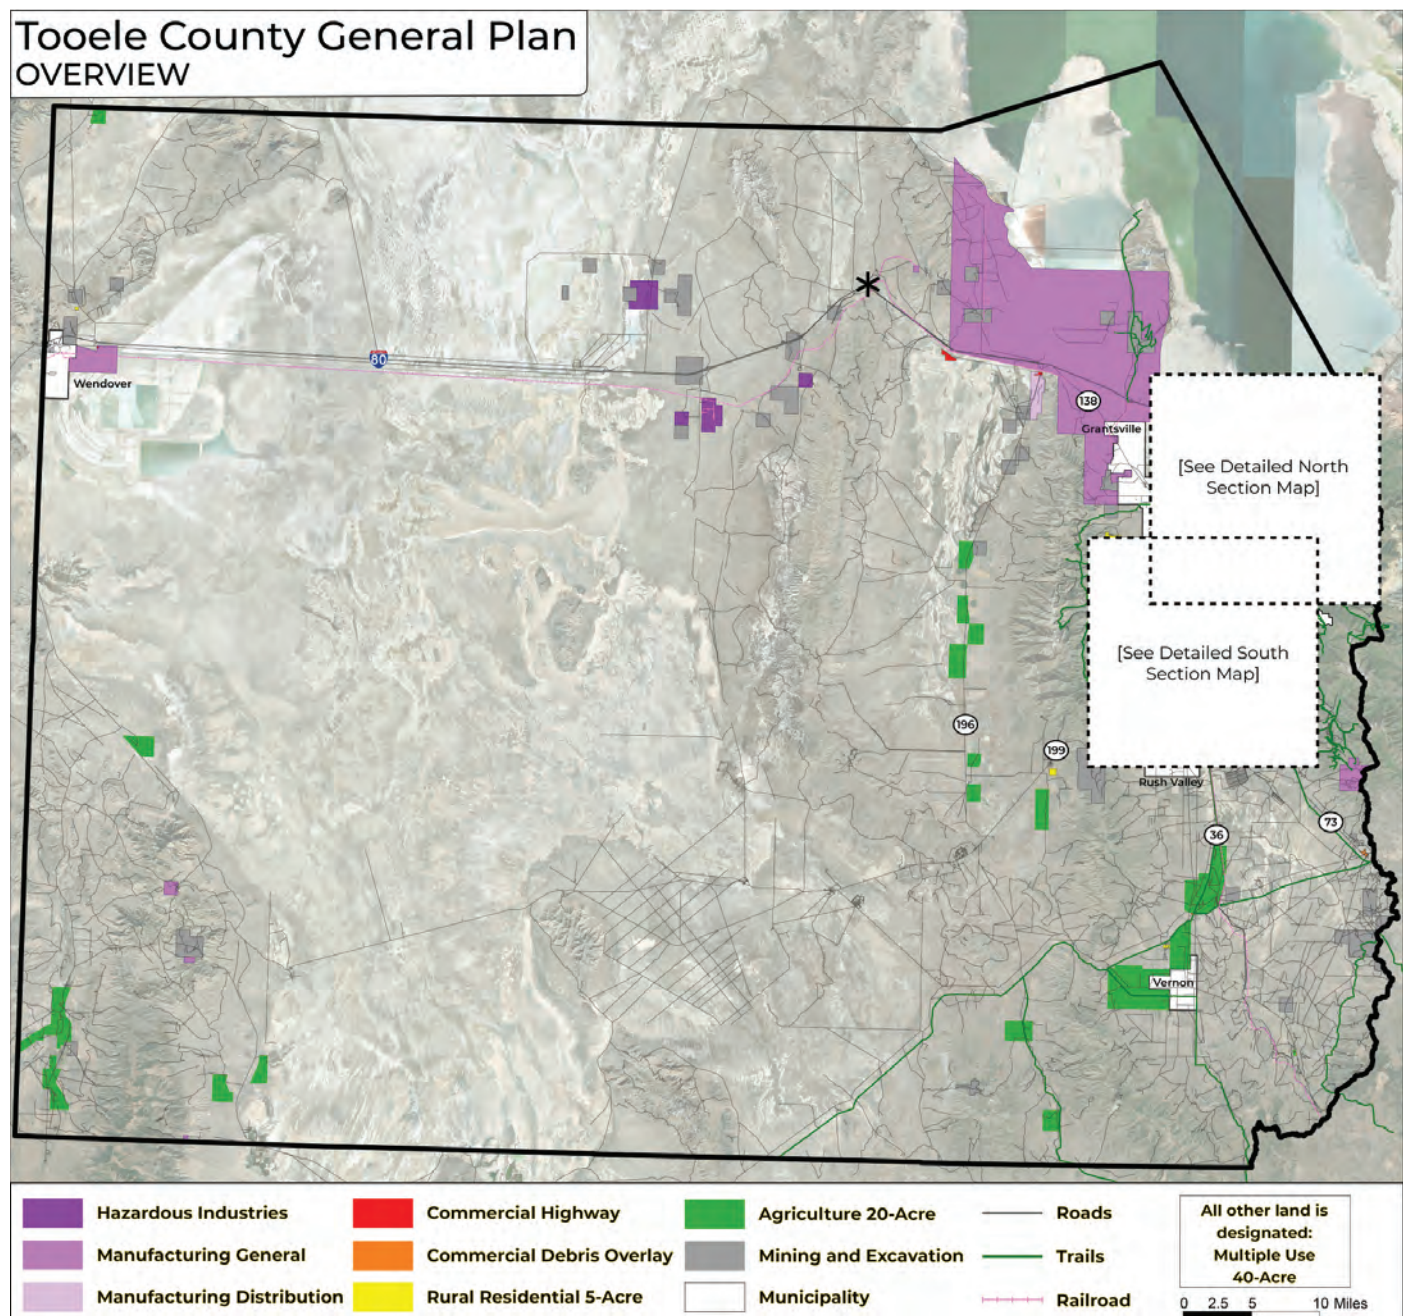 Tooele County General Plan
OVERVIEW
80
Wendover
138
Grantsville
[See Detailed North
Section Map]
[See Detailed South
Section Map]
196
199
Rush Valley
36
73
Vernon
Hazardous Industries
Manufacturing General
Manufacturing Distribution
Commercial Highway
Commercial Debris Overlay
Rural Residential 5-Acre
Agriculture 20-Acre
Mining and Excavation
Municipality
Roads
Trails
Railroad
All other land is
designated:
Multiple Use
40-Acre
0 2.5 5 10 Miles